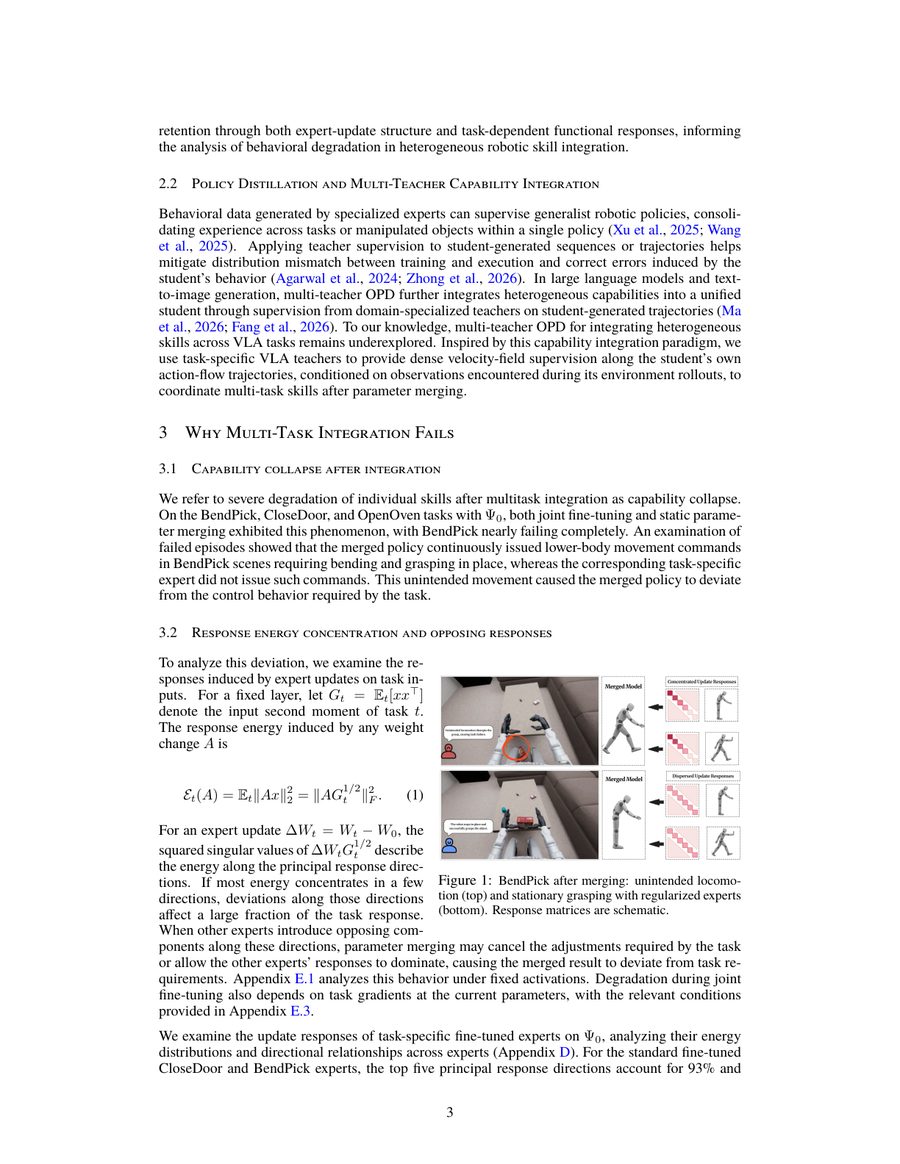 retention through both expert-update structure and task-dependent functional responses, informing
the analysis of behavioral degradation in heterogeneous robotic skill integration.
2.2 Policy Distillation and Multi-Teacher Capability Integration
Behavioral data generated by specialized experts can supervise generalist robotic policies, consoli-
dating experience across tasks or manipulated objects within a single policy (Xu et al., 2025; Wang
et al., 2025). Applying teacher supervision to student-generated sequences or trajectories helps
mitigate distribution mismatch between training and execution and correct errors induced by the
student's behavior (Agarwal et al., 2024; Zhong et al., 2026). In large language models and text-
to-image generation, multi-teacher OPD further integrates heterogeneous capabilities into a unified
student through supervision from domain-specialized teachers on student-generated trajectories (Ma
et al., 2026; Fang et al., 2026). To our knowledge, multi-teacher OPD for integrating heterogeneous
skills across VLA tasks remains underexplored. Inspired by this capability integration paradigm, we
use task-specific VLA teachers to provide dense velocity-field supervision along the student's own
action-flow trajectories, conditioned on observations encountered during its environment rollouts, to
coordinate multi-task skills after parameter merging.
3 Why Multi-Task Integration Fails
3.1 Capability collapse after integration
We refer to severe degradation of individual skills after multitask integration as capability collapse.
On the BendPick, CloseDoor, and OpenOven tasks with Ψ₀, both joint fine-tuning and static parame-
ter merging exhibited this phenomenon, with BendPick nearly failing completely. An examination of
failed episodes showed that the merged policy continuously issued lower-body movement commands
in BendPick scenes requiring bending and grasping in place, whereas the corresponding task-specific
expert did not issue such commands. This unintended movement caused the merged policy to deviate
from the control behavior required by the task.
3.2 Response energy concentration and opposing responses
To analyze this deviation, we examine the re-
sponses induced by expert updates on task in-
puts. For a fixed layer, let G_t = 𝔼_t[xx^⊤]
denote the input second moment of task t.
The response energy induced by any weight
change A is
ℰ_t(A) = 𝔼_t‖Ax‖₂² = ‖AG_t^{1/2}‖_F². (1)
For an expert update ΔW_t = W_t − W_0, the
squared singular values of ΔW_tG_t^{1/2} describe
the energy along the principal response direc-
tions. If most energy concentrates in a few
directions, deviations along those directions
affect a large fraction of the task response.
When other experts introduce opposing com-
Merged Model
Concentrated Update Responses
Merged Model
Dispersed Update Responses
Figure 1: BendPick after merging: unintended locomo-
tion (top) and stationary grasping with regularized experts
(bottom). Response matrices are schematic.
ponents along these directions, parameter merging may cancel the adjustments required by the task
or allow the other experts' responses to dominate, causing the merged result to deviate from task re-
quirements. Appendix E.1 analyzes this behavior under fixed activations. Degradation during joint
fine-tuning also depends on task gradients at the current parameters, with the relevant conditions
provided in Appendix E.3.
We examine the update responses of task-specific fine-tuned experts on Ψ₀, analyzing their energy
distributions and directional relationships across experts (Appendix D). For the standard fine-tuned
CloseDoor and BendPick experts, the top five principal response directions account for 93% and
3